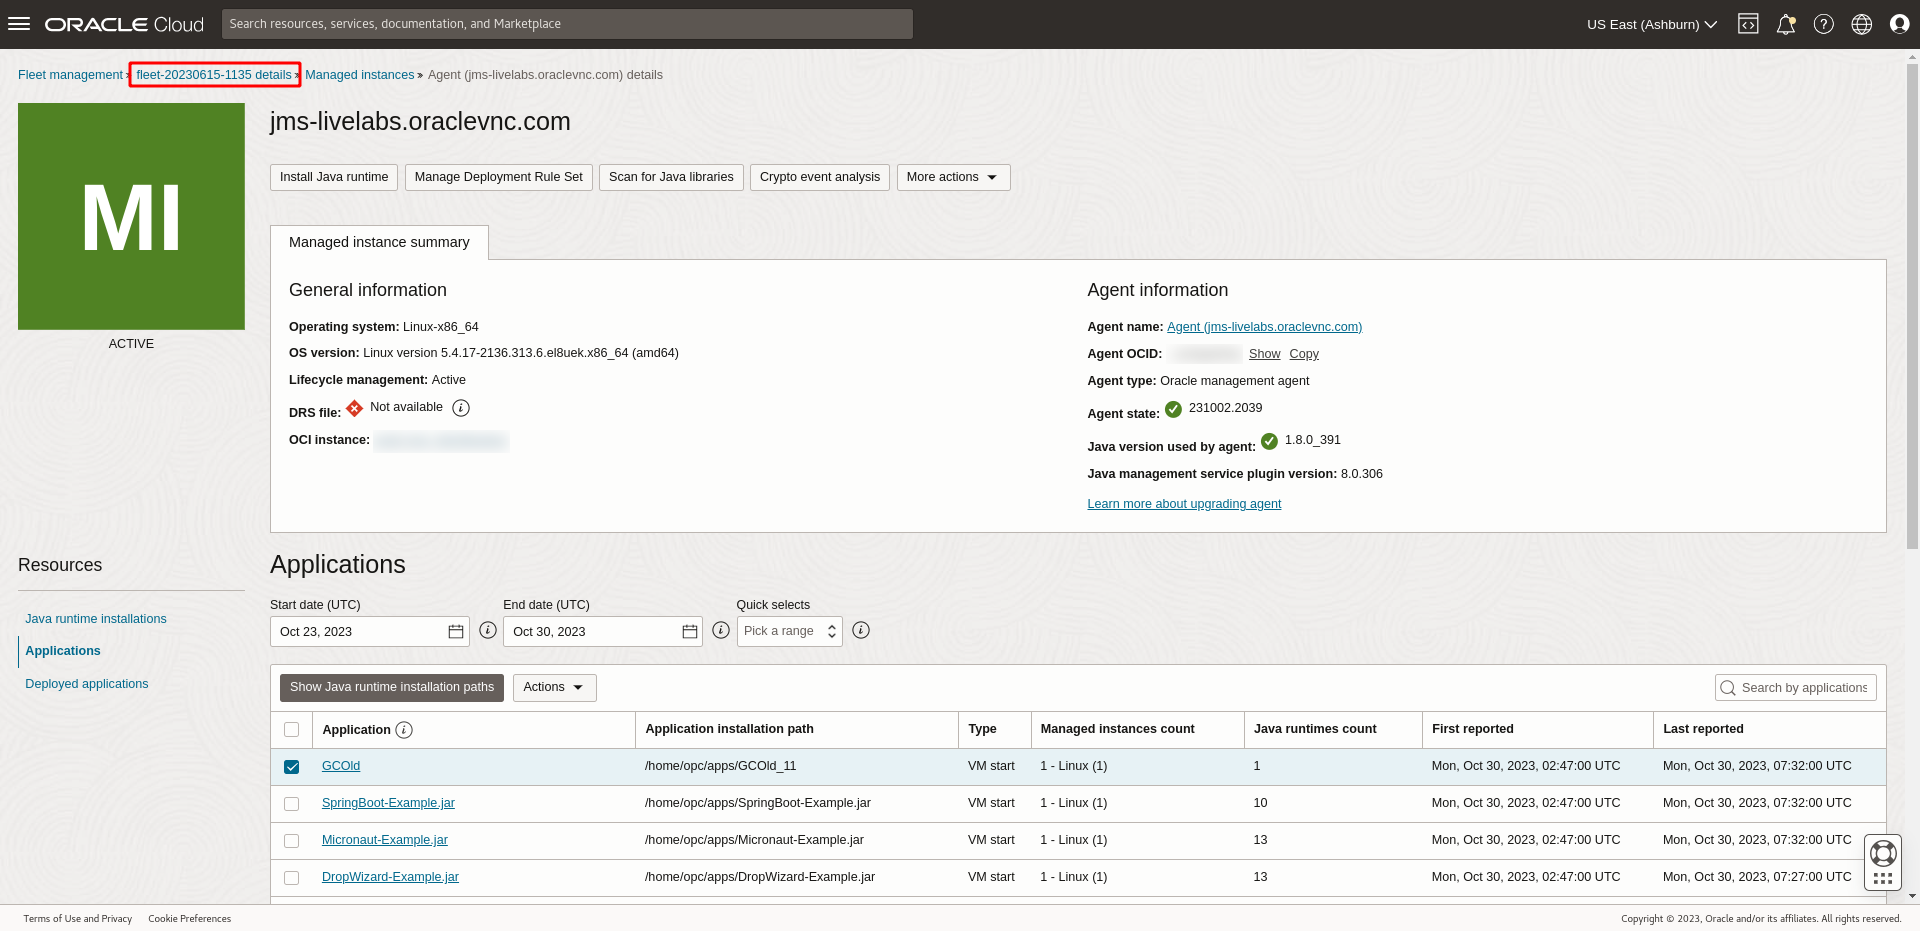 ORACLE Cloud
Search resources, services, documentation, and Marketplace
US East (Ashburn)
Fleet management » fleet-20230615-1135 details » Managed instances » Agent (jms-livelabs.oraclevnc.com) details
MI
ACTIVE
jms-livelabs.oraclevnc.com
Install Java runtime
Manage Deployment Rule Set
Scan for Java libraries
Crypto event analysis
More actions
Managed instance summary
General information
Operating system: Linux-x86_64
OS version: Linux version 5.4.17-2136.313.6.el8uek.x86_64 (amd64)
Lifecycle management: Active
DRS file: Not available
OCI instance:
Agent information
Agent name: Agent (jms-livelabs.oraclevnc.com)
Agent OCID: Show Copy
Agent type: Oracle management agent
Agent state: 231002.2039
Java version used by agent: 1.8.0_391
Java management service plugin version: 8.0.306
Learn more about upgrading agent
Resources
Java runtime installations
Applications
Deployed applications
Applications
Start date (UTC) End date (UTC) Quick selects
Oct 23, 2023 Oct 30, 2023 Pick a range
Show Java runtime installation paths Actions Search by applications
Application Application installation path Type Managed instances count Java runtimes count First reported Last reported
GCOld /home/opc/apps/GCOld_11 VM start 1 - Linux (1) 1 Mon, Oct 30, 2023, 02:47:00 UTC Mon, Oct 30, 2023, 07:32:00 UTC
SpringBoot-Example.jar /home/opc/apps/SpringBoot-Example.jar VM start 1 - Linux (1) 10 Mon, Oct 30, 2023, 02:47:00 UTC Mon, Oct 30, 2023, 07:32:00 UTC
Micronaut-Example.jar /home/opc/apps/Micronaut-Example.jar VM start 1 - Linux (1) 13 Mon, Oct 30, 2023, 02:47:00 UTC Mon, Oct 30, 2023, 07:32:00 UTC
DropWizard-Example.jar /home/opc/apps/DropWizard-Example.jar VM start 1 - Linux (1) 13 Mon, Oct 30, 2023, 02:47:00 UTC Mon, Oct 30, 2023, 07:27:00 UTC
Terms of Use and Privacy Cookie Preferences Copyright © 2023, Oracle and/or its affiliates. All rights reserved.